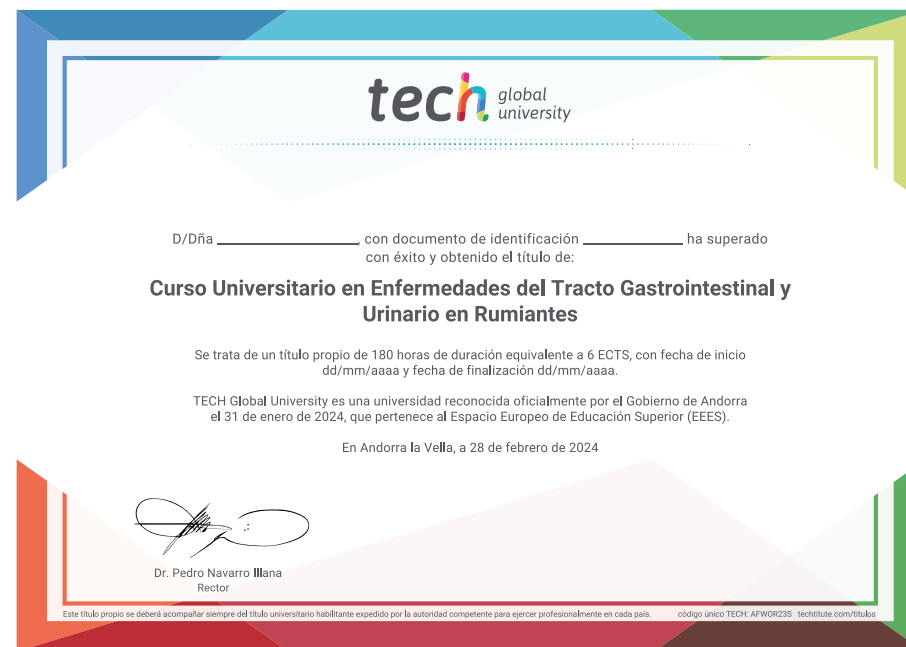 tech global university
D/Dña ____________________, con documento de identificación ______________ ha superado
con éxito y obtenido el título de:
Curso Universitario en Enfermedades del Tracto Gastrointestinal y
Urinario en Rumiantes
Se trata de un título propio de 180 horas de duración equivalente a 6 ECTS, con fecha de inicio
dd/mm/aaaa y fecha de finalización dd/mm/aaaa.
TECH Global University es una universidad reconocida oficialmente por el Gobierno de Andorra
el 31 de enero de 2024, que pertenece al Espacio Europeo de Educación Superior (EEES).
En Andorra la Vella, a 28 de febrero de 2024
Dr. Pedro Navarro Illana
Rector
Este título propio se deberá acompañar siempre del título universitario habilitante expedido por la autoridad competente para ejercer profesionalmente en cada país. código único TECH: AFWOR23S techtitute.com/titulos